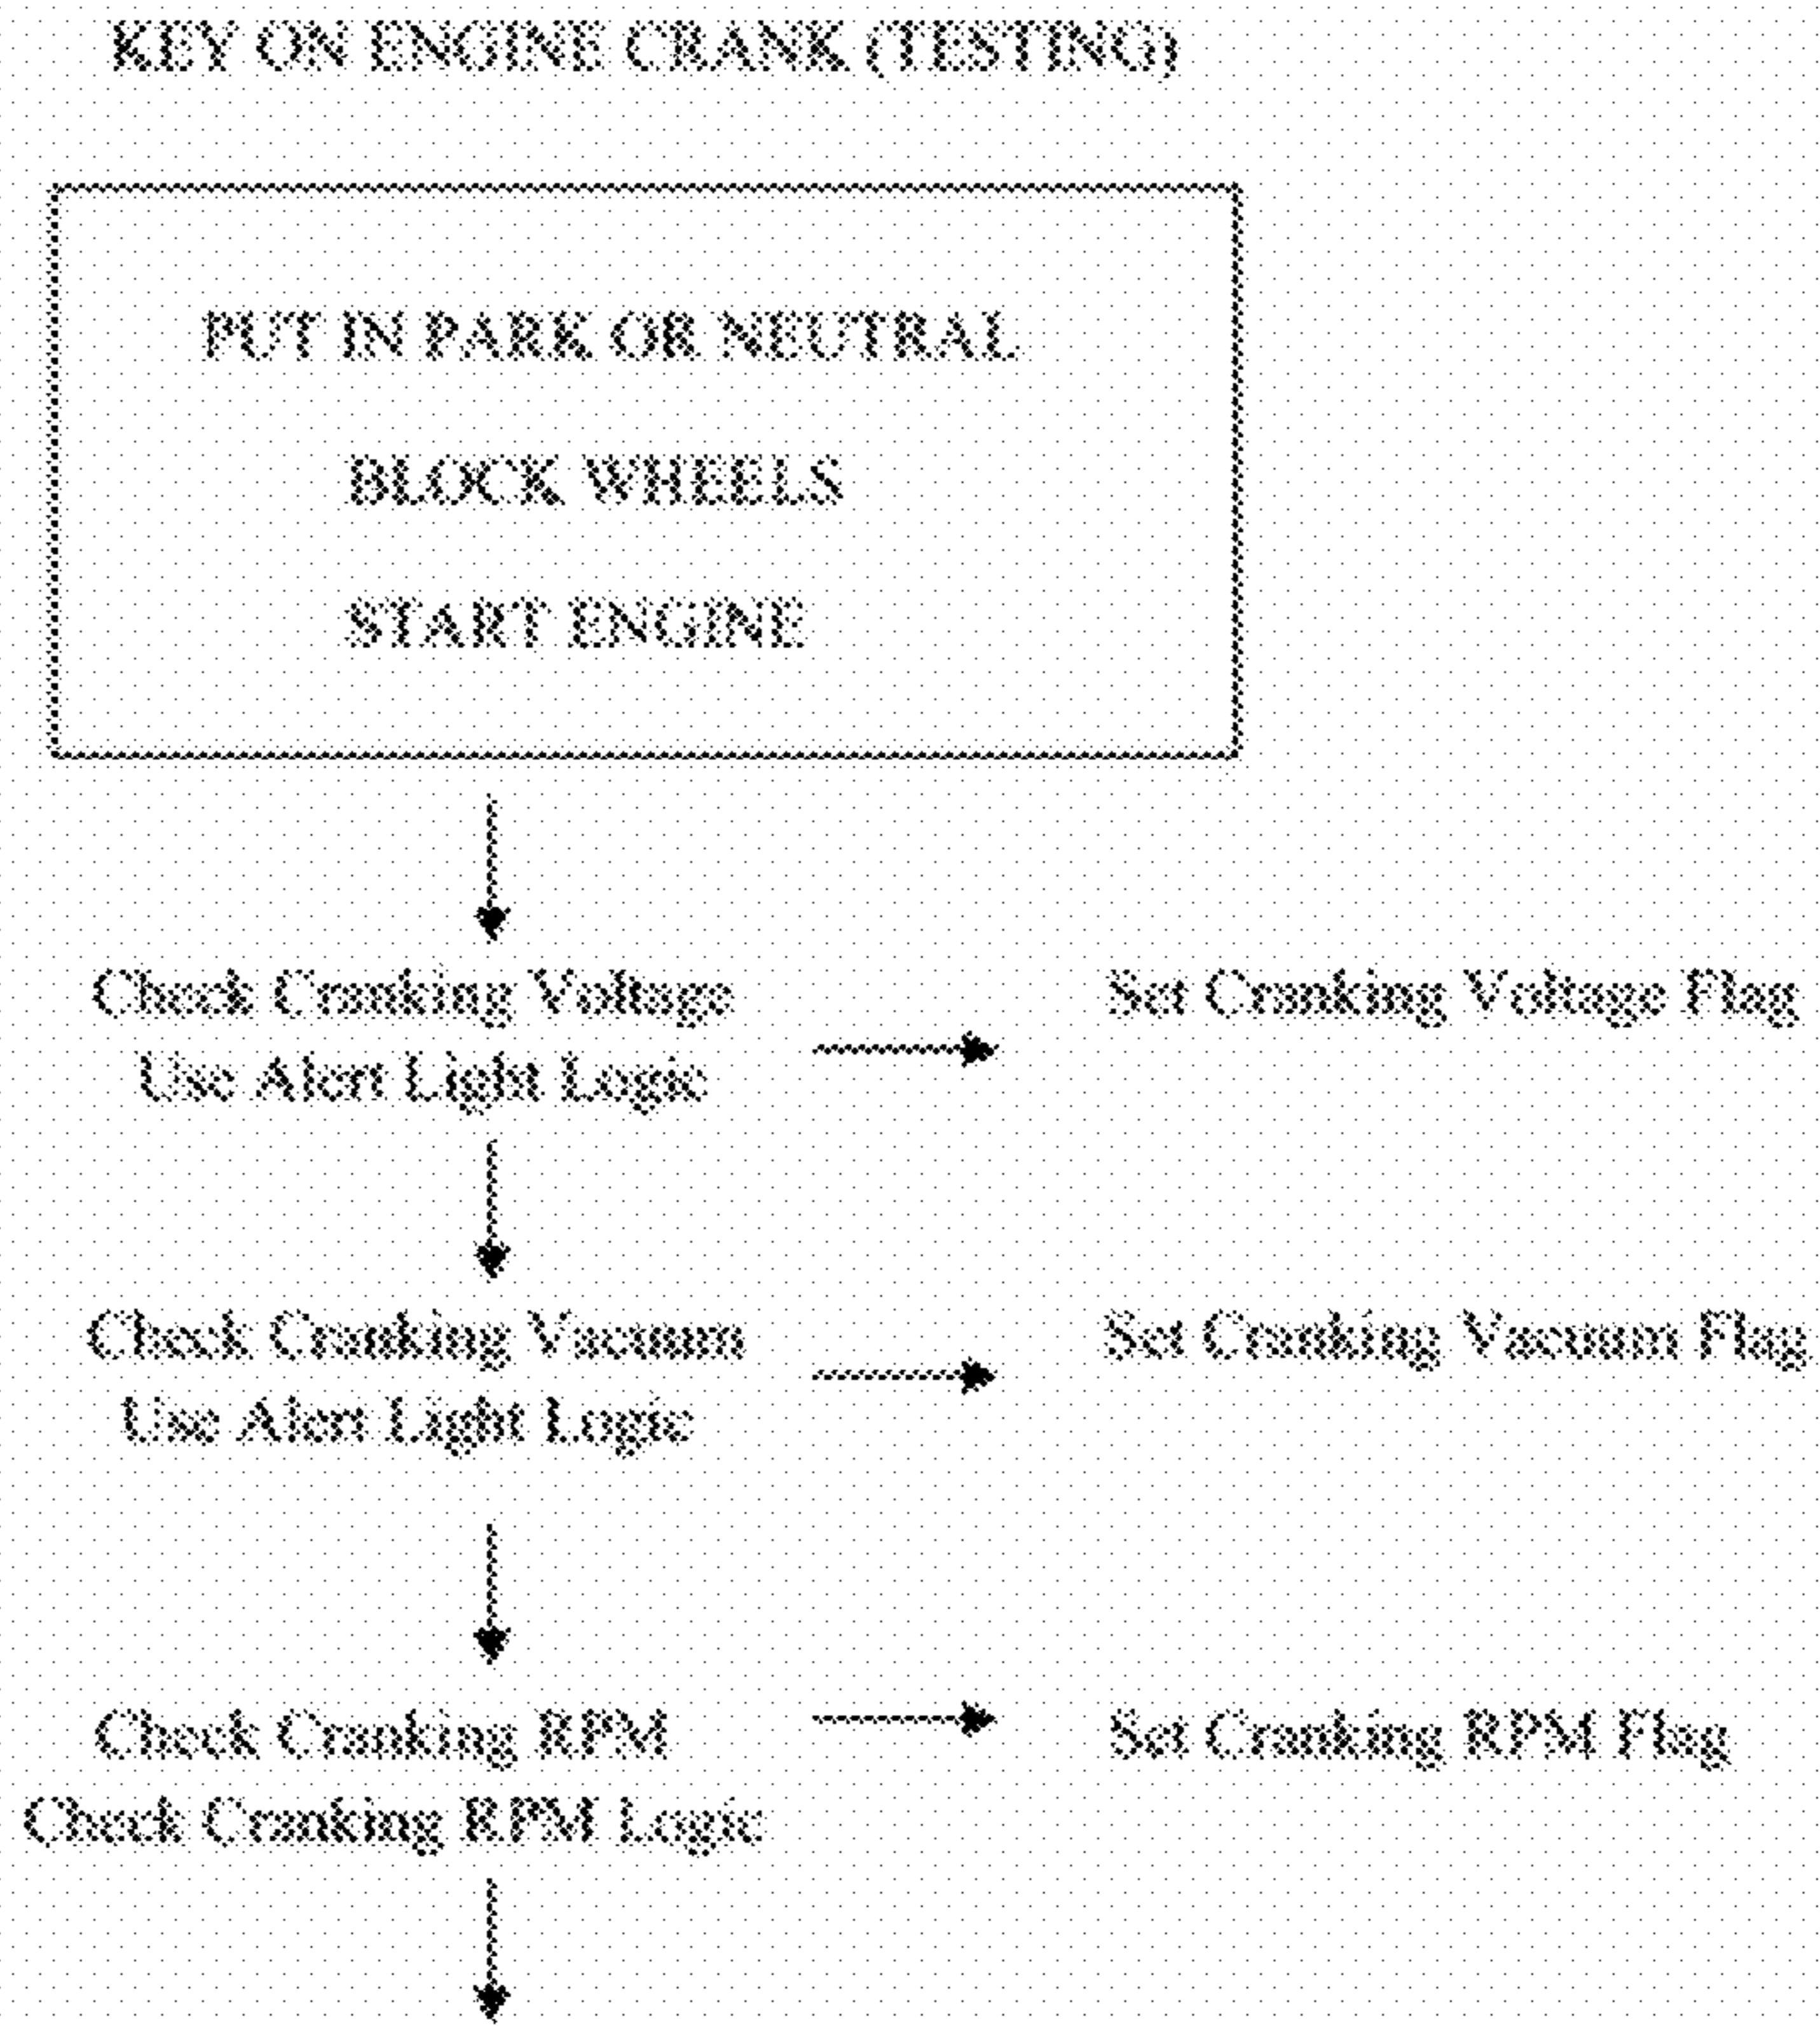 KEY ON ENGINE CRANK (TESTING)
PUT IN PARK OR NEUTRAL
BLOCK WHEELS
START ENGINE
Check Cranking Voltage
Use Alert Light Logic
Set Cranking Voltage Flag
Check Cranking Vacuum
Use Alert Light Logic
Set Cranking Vacuum Flag
Check Cranking RPM
Check Cranking RPM Logic
Set Cranking RPM Flag